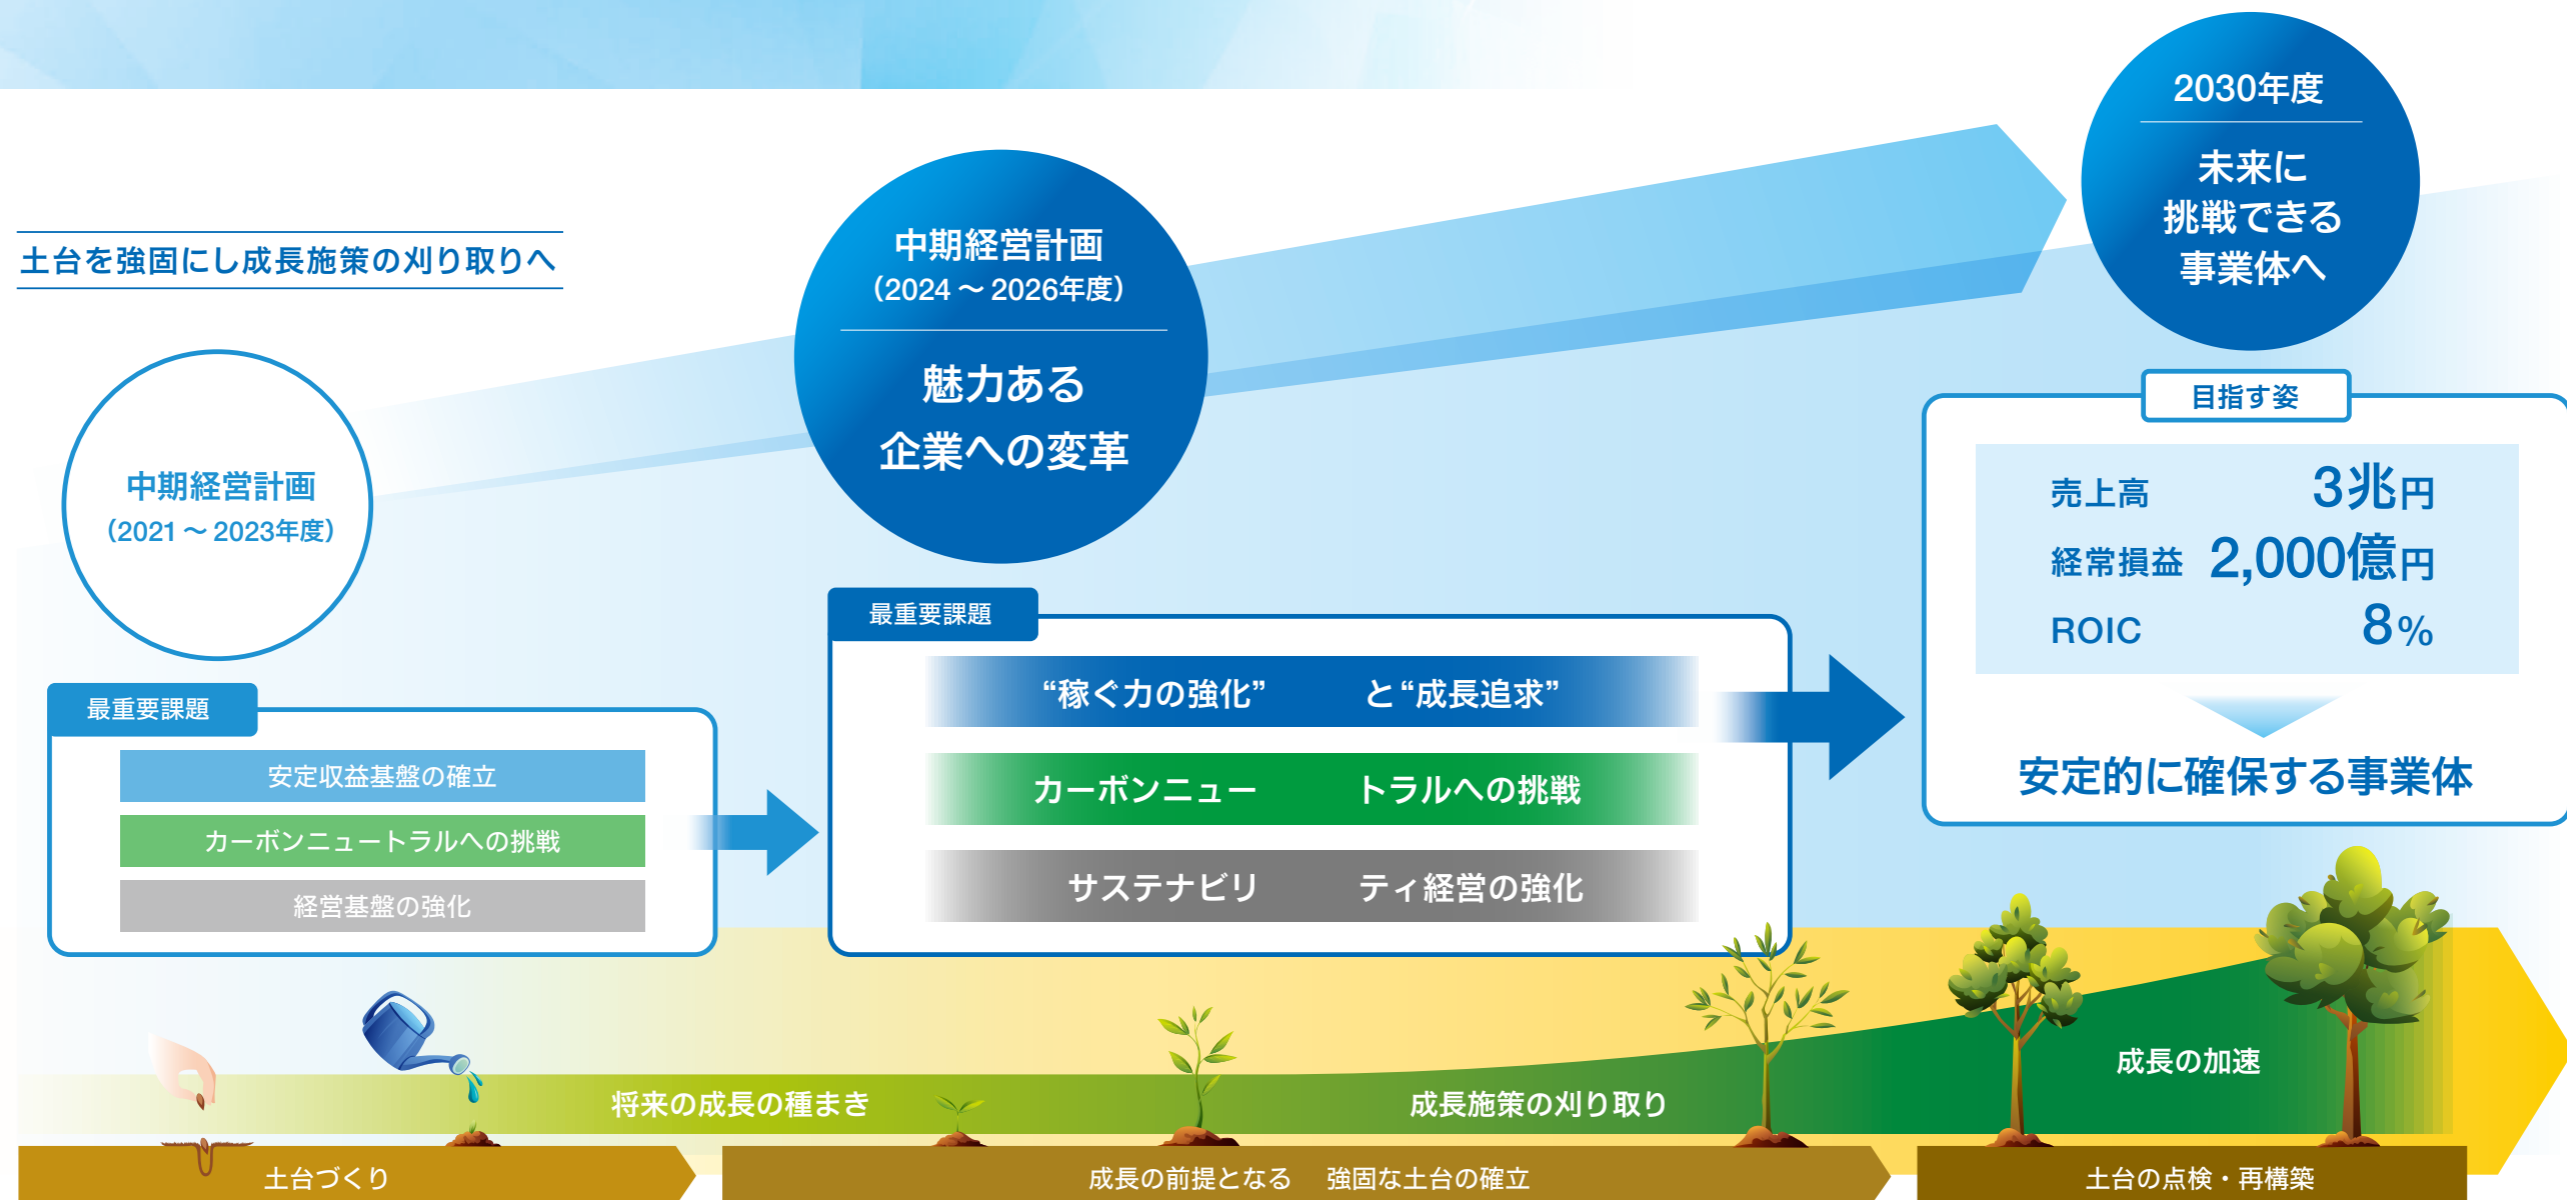 土台を強固にし成長施策の刈り取りへ
中期経営計画
（2021 ～ 2023年度）
最重要課題
安定収益基盤の確立
カーボンニュートラルへの挑戦
経営基盤の強化
中期経営計画
（2024 ～ 2026年度）
魅力ある
企業への変革
最重要課題
“稼ぐ力の強化” と“成長追求”
カーボンニュー トラルへの挑戦
サステナビリ ティ経営の強化
2030年度
未来に
挑戦できる
事業体へ
目指す姿
売上高 3兆円
経常損益 2,000億円
ROIC 8%
安定的に確保する事業体
将来の成長の種まき
成長施策の刈り取り
成長の加速
土台づくり
成長の前提となる 強固な土台の確立
土台の点検・再構築